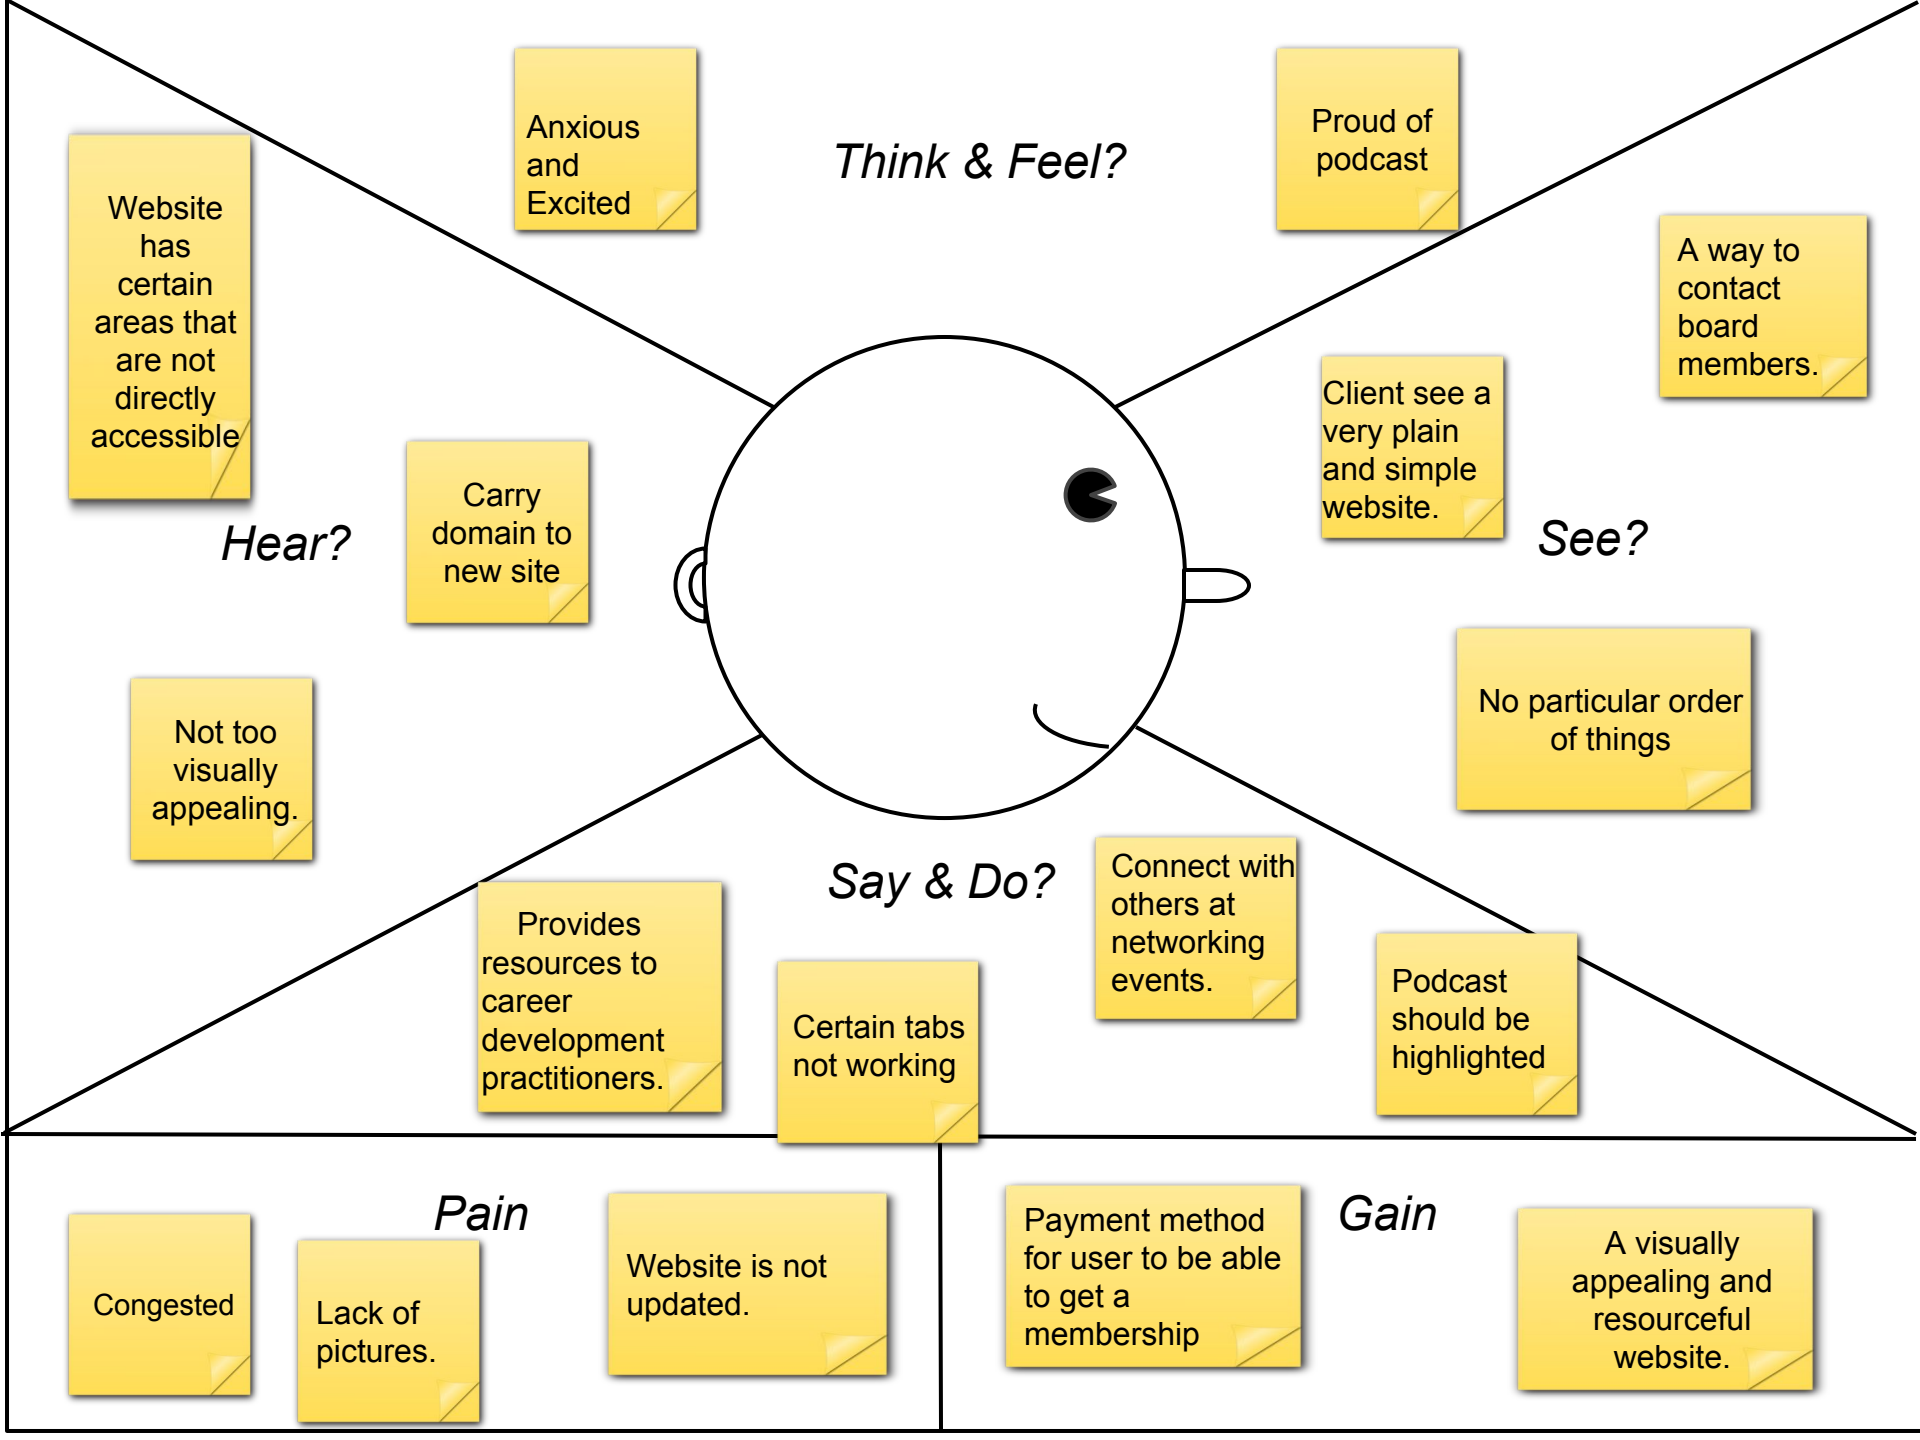 Think & Feel?
Anxious
and
Excited
Proud of
podcast
Website
has
certain
areas that
are not
directly
accessible
Carry
domain to
new site
Hear?
Not too
visually
appealing.
A way to
contact
board
members.
Client see a
very plain
and simple
website.
See?
No particular order
of things
Say & Do?
Provides
resources to
career
development
practitioners.
Certain tabs
not working
Connect with
others at
networking
events.
Podcast
should be
highlighted
Pain
Congested
Lack of
pictures.
Website is not
updated.
Gain
Payment method
for user to be able
to get a
membership
A visually
appealing and
resourceful
website.